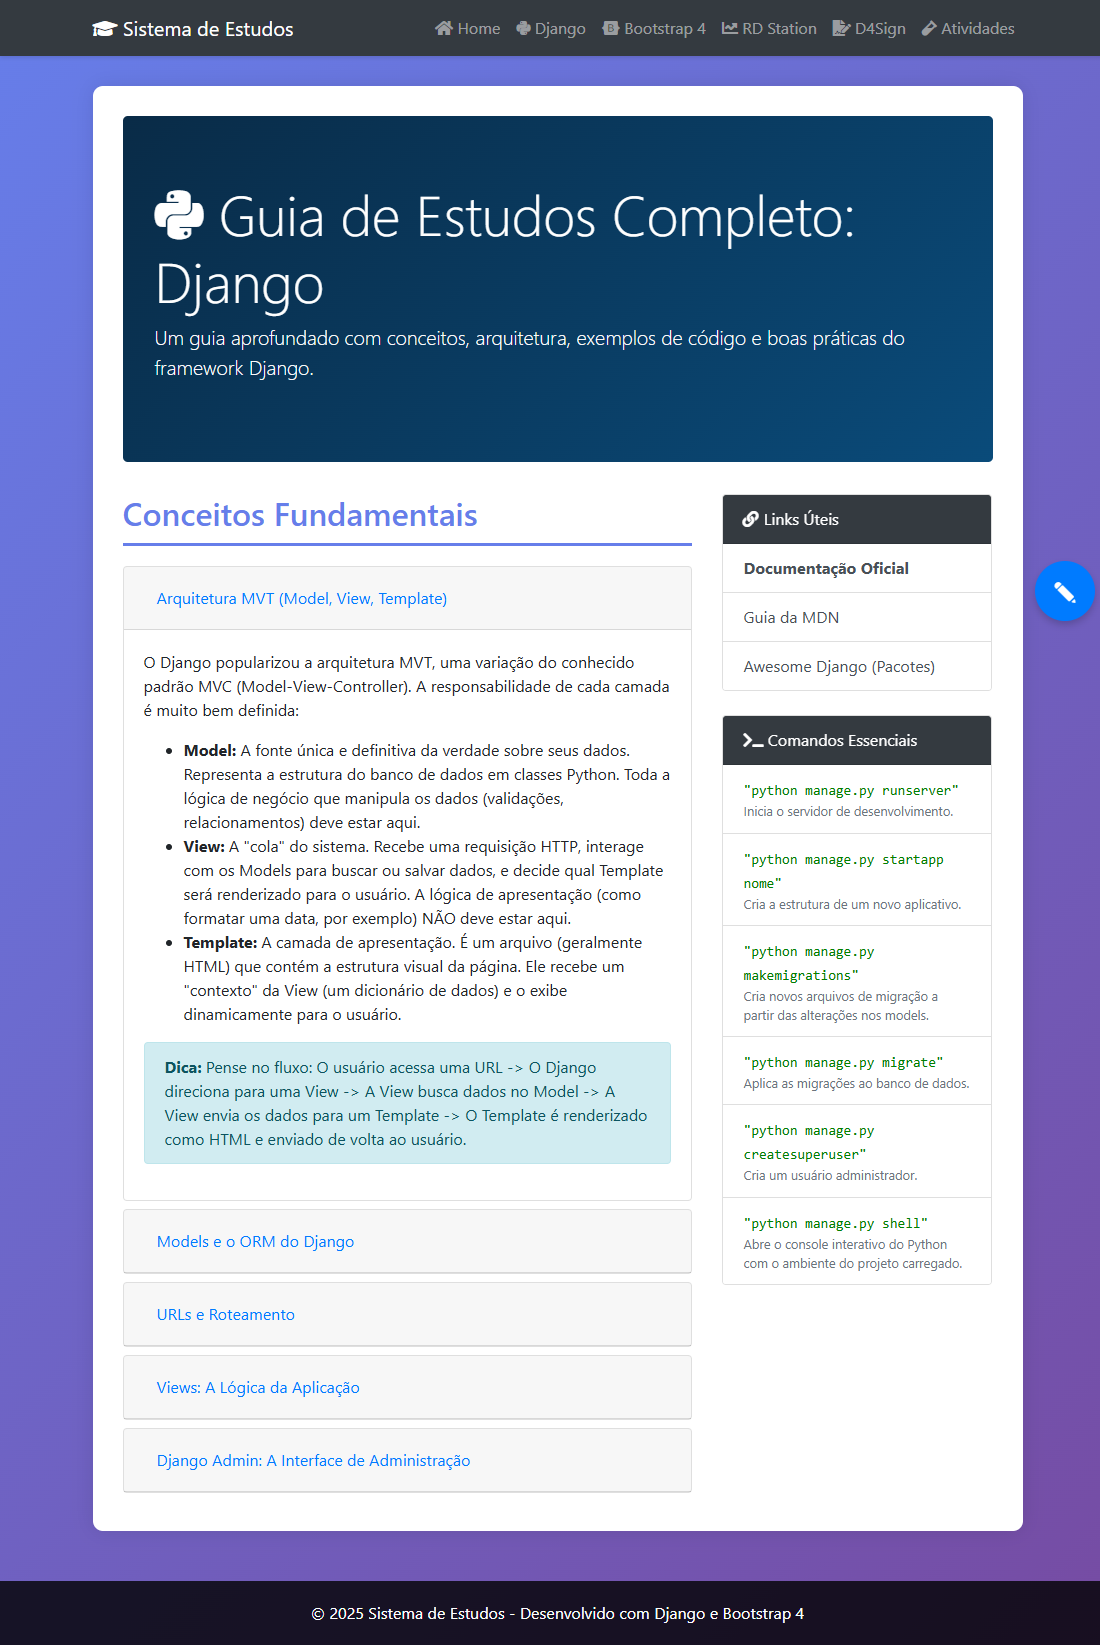 Sistema de Estudos
Home
Django
Bootstrap 4
RD Station
D4Sign
Atividades
Guia de Estudos Completo:
Django
Um guia aprofundado com conceitos, arquitetura, exemplos de código e boas práticas do
framework Django.
Conceitos Fundamentais
Arquitetura MVT (Model, View, Template)
O Django popularizou a arquitetura MVT, uma variação do conhecido
padrão MVC (Model-View-Controller). A responsabilidade de cada camada
é muito bem definida:
• Model: A fonte única e definitiva da verdade sobre seus dados.
Representa a estrutura do banco de dados em classes Python. Toda a
lógica de negócio que manipula os dados (validações,
relacionamentos) deve estar aqui.
• View: A "cola" do sistema. Recebe uma requisição HTTP, interage
com os Models para buscar ou salvar dados, e decide qual Template
será renderizado para o usuário. A lógica de apresentação (como
formatar uma data, por exemplo) NÃO deve estar aqui.
• Template: A camada de apresentação. É um arquivo (geralmente
HTML) que contém a estrutura visual da página. Ele recebe um
"contexto" da View (um dicionário de dados) e o exibe
dinamicamente para o usuário.
Dica: Pense no fluxo: O usuário acessa uma URL -> O Django
direciona para uma View -> A View busca dados no Model -> A
View envia os dados para um Template -> O Template é renderizado
como HTML e enviado de volta ao usuário.
Models e o ORM do Django
URLs e Roteamento
Views: A Lógica da Aplicação
Django Admin: A Interface de Administração
Links Úteis
Documentação Oficial
Guia da MDN
Awesome Django (Pacotes)
Comandos Essenciais
"python manage.py runserver"
Inicia o servidor de desenvolvimento.
"python manage.py startapp
nome"
Cria a estrutura de um novo aplicativo.
"python manage.py
makemigrations"
Cria novos arquivos de migração a
partir das alterações nos models.
"python manage.py migrate"
Aplica as migrações ao banco de dados.
"python manage.py
createsuperuser"
Cria um usuário administrador.
"python manage.py shell"
Abre o console interativo do Python
com o ambiente do projeto carregado.
© 2025 Sistema de Estudos - Desenvolvido com Django e Bootstrap 4